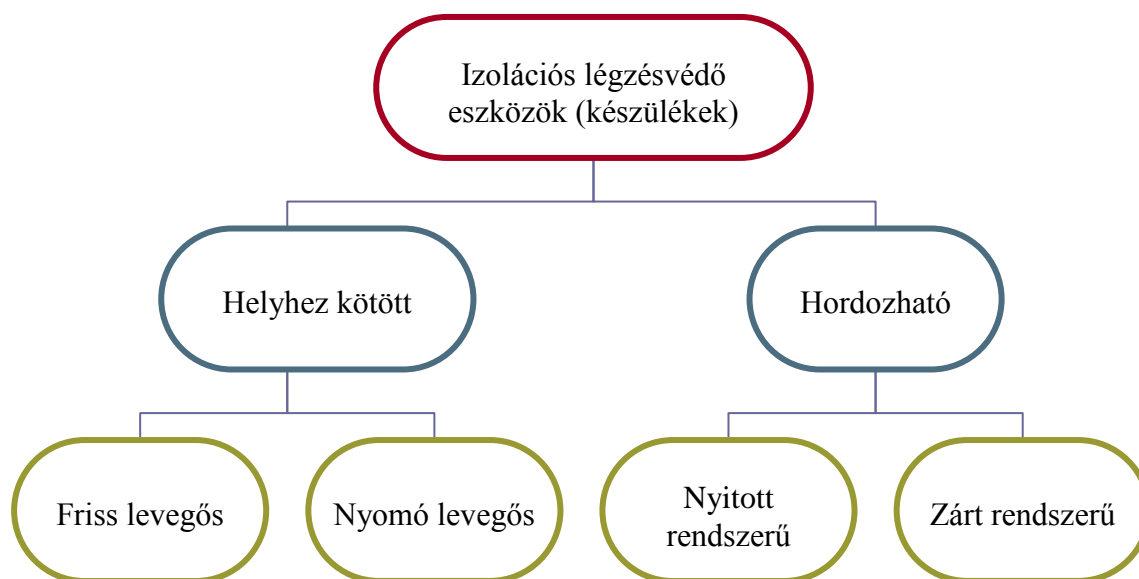 Izolációs légzésvédő
eszközök (készülékek)
Helyhez kötött
Hordozható
Friss levegős
Nyomó levegős
Nyitott
rendszerű
Zárt rendszerű